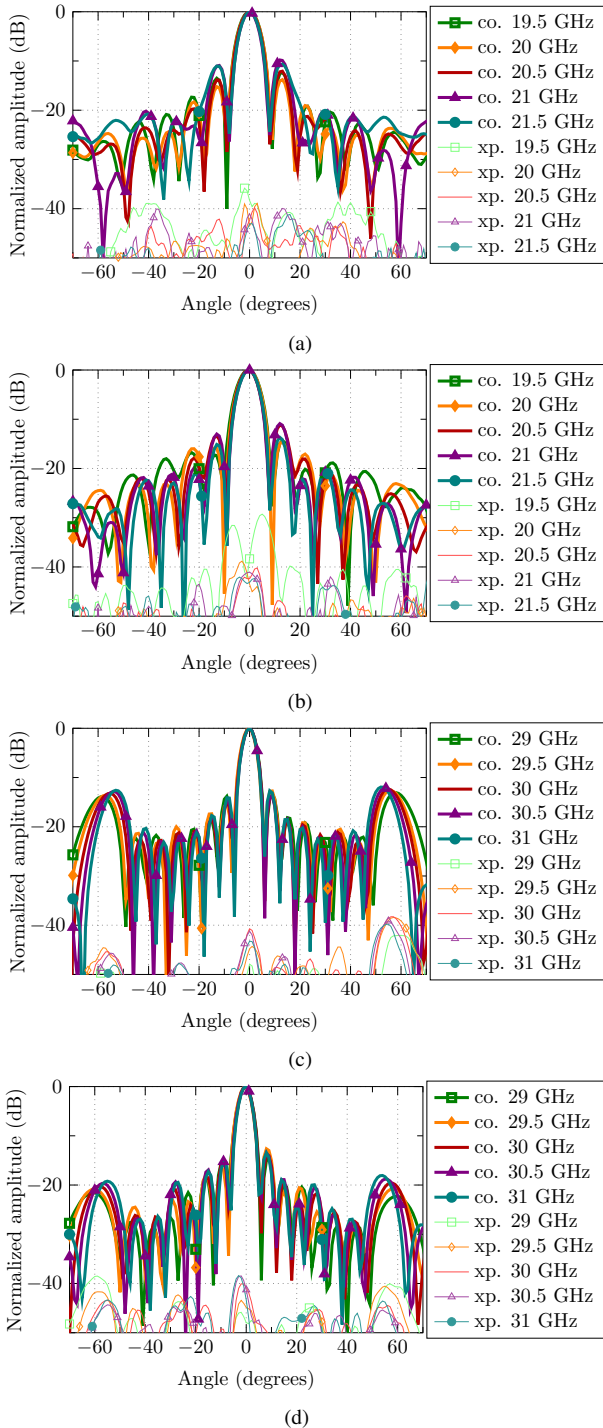 0
−20
−40
−60
−40
−20
0
20
40
60
Normalized amplitude (dB)
Angle (degrees)
co. 19.5 GHz
co. 20 GHz
co. 20.5 GHz
co. 21 GHz
co. 21.5 GHz
xp. 19.5 GHz
xp. 20 GHz
xp. 20.5 GHz
xp. 21 GHz
xp. 21.5 GHz
(a)
0
−20
−40
−60
−40
−20
0
20
40
60
Normalized amplitude (dB)
Angle (degrees)
co. 19.5 GHz
co. 20 GHz
co. 20.5 GHz
co. 21 GHz
co. 21.5 GHz
xp. 19.5 GHz
xp. 20 GHz
xp. 20.5 GHz
xp. 21 GHz
xp. 21.5 GHz
(b)
0
−20
−40
−60
−40
−20
0
20
40
60
Normalized amplitude (dB)
Angle (degrees)
co. 29 GHz
co. 29.5 GHz
co. 30 GHz
co. 30.5 GHz
co. 31 GHz
xp. 29 GHz
xp. 29.5 GHz
xp. 30 GHz
xp. 30.5 GHz
xp. 31 GHz
(c)
0
−20
−40
−60
−40
−20
0
20
40
60
Normalized amplitude (dB)
Angle (degrees)
co. 29 GHz
co. 29.5 GHz
co. 30 GHz
co. 30.5 GHz
co. 31 GHz
xp. 29 GHz
xp. 29.5 GHz
xp. 30 GHz
xp. 30.5 GHz
xp. 31 GHz
(d)